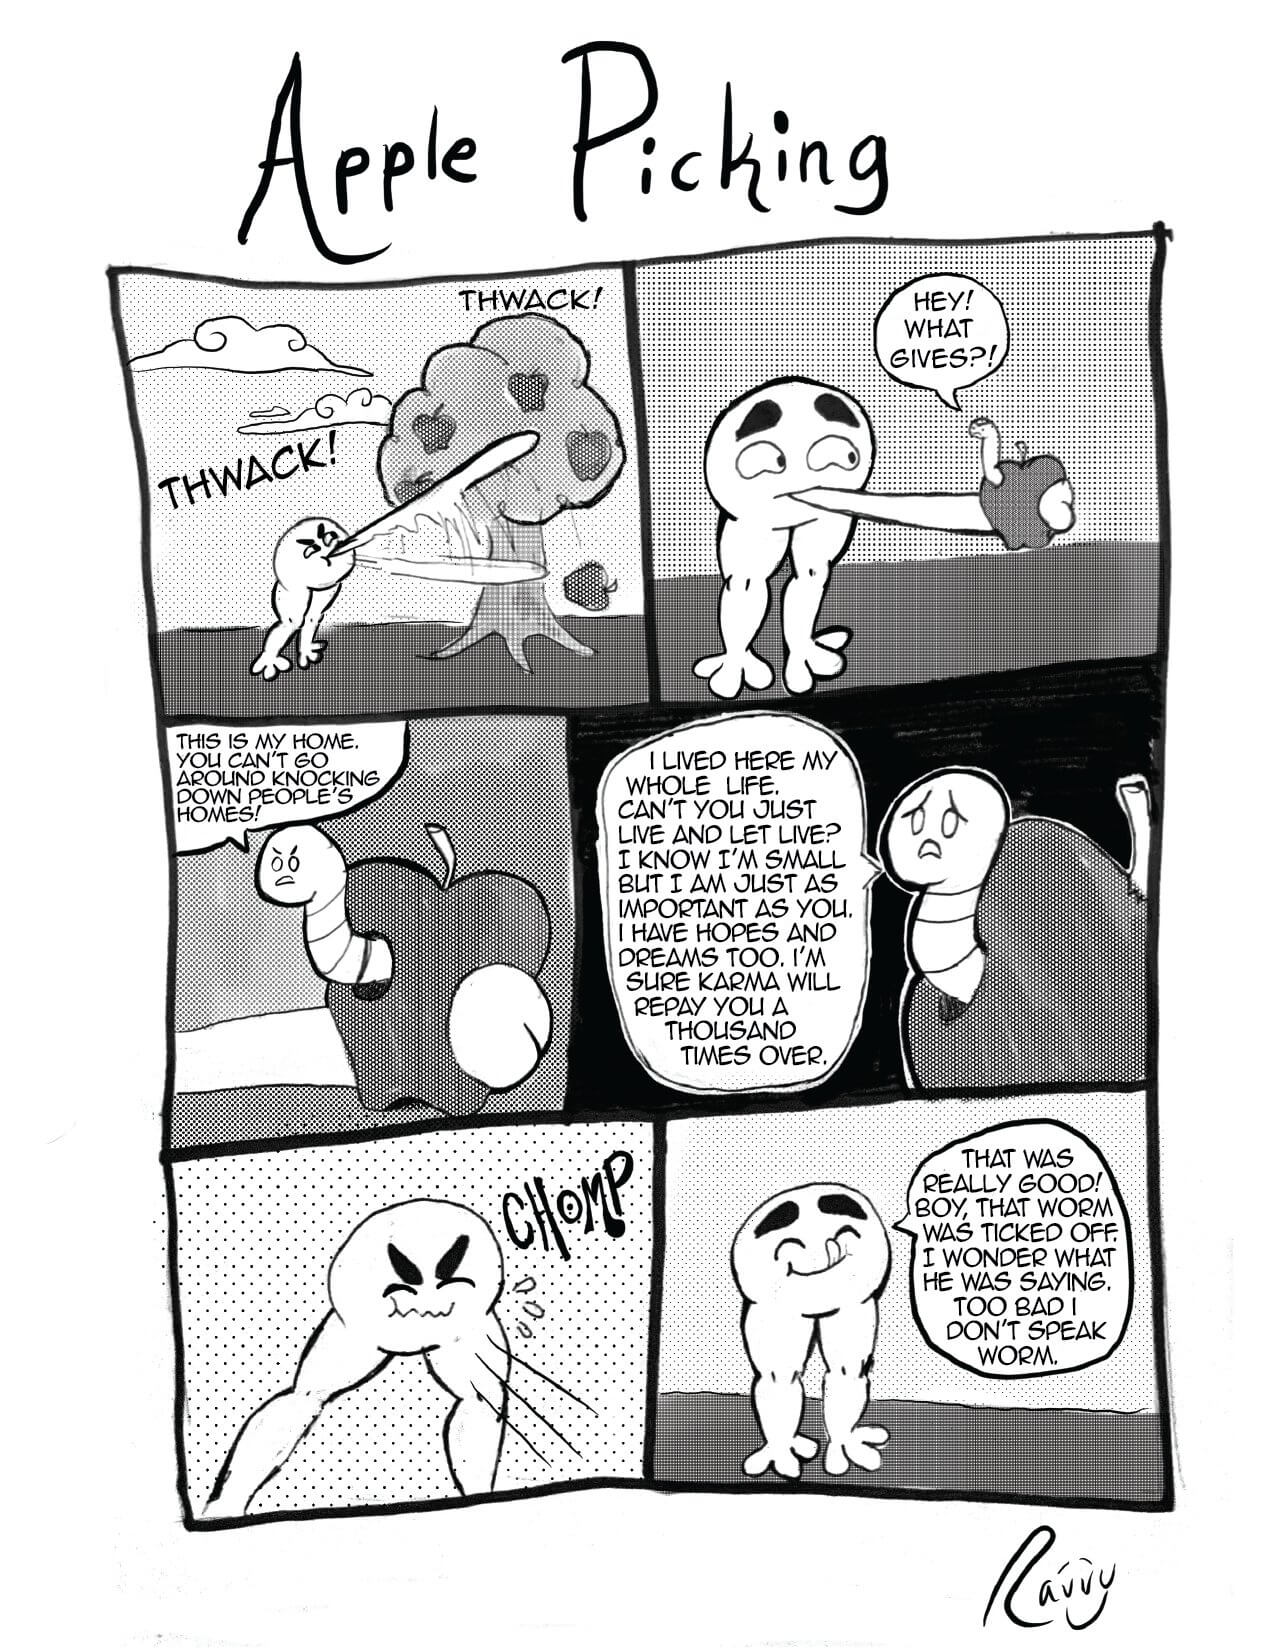 Apple Picking
THWACK!
THWACK!
HEY!
WHAT
GIVES?!
THIS IS MY HOME.
YOU CAN'T GO
AROUND KNOCKING
DOWN PEOPLE'S
HOMES!
I LIVED HERE MY
WHOLE LIFE.
CAN'T YOU JUST
LIVE AND LET LIVE?
I KNOW I'M SMALL
BUT I AM JUST AS
IMPORTANT AS YOU.
I HAVE HOPES AND
DREAMS TOO. I'M
SURE KARMA WILL
REPAY YOU A
THOUSAND
TIMES OVER.
CHOMP
THAT WAS
REALLY GOOD!
BOY, THAT WORM
WAS TICKED OFF.
I WONDER WHAT
HE WAS SAYING.
TOO BAD I
DON'T SPEAK
WORM.
Ravvy